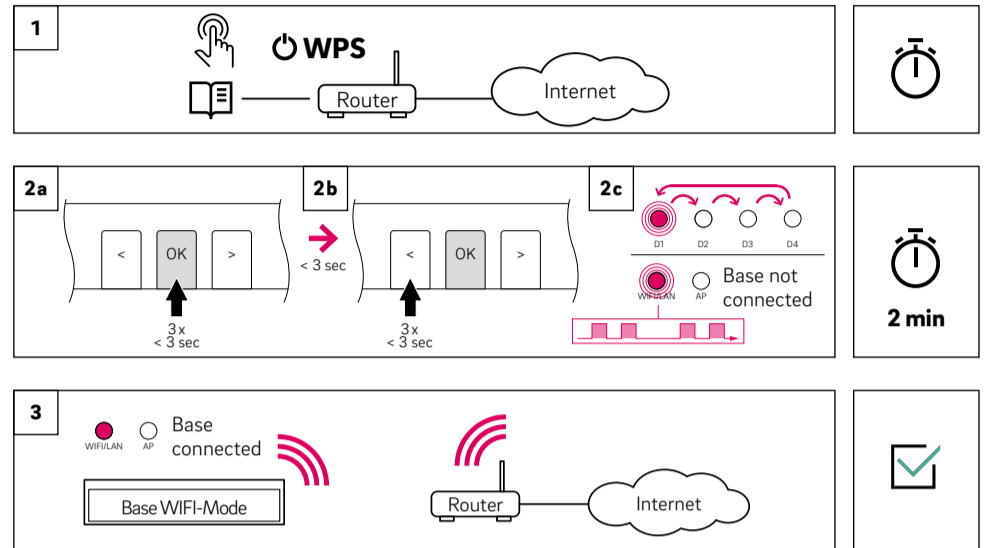 1
WPS
Router
Internet
2a
< OK >
3 x
< 3 sec
2b
< 3 sec
< OK >
3 x
< 3 sec
2c
D1 D2 D3 D4
WIFI/LAN AP
Base not
connected
2 min
3
WIFI/LAN AP
Base
connected
Base WIFI-Mode
Router
Internet